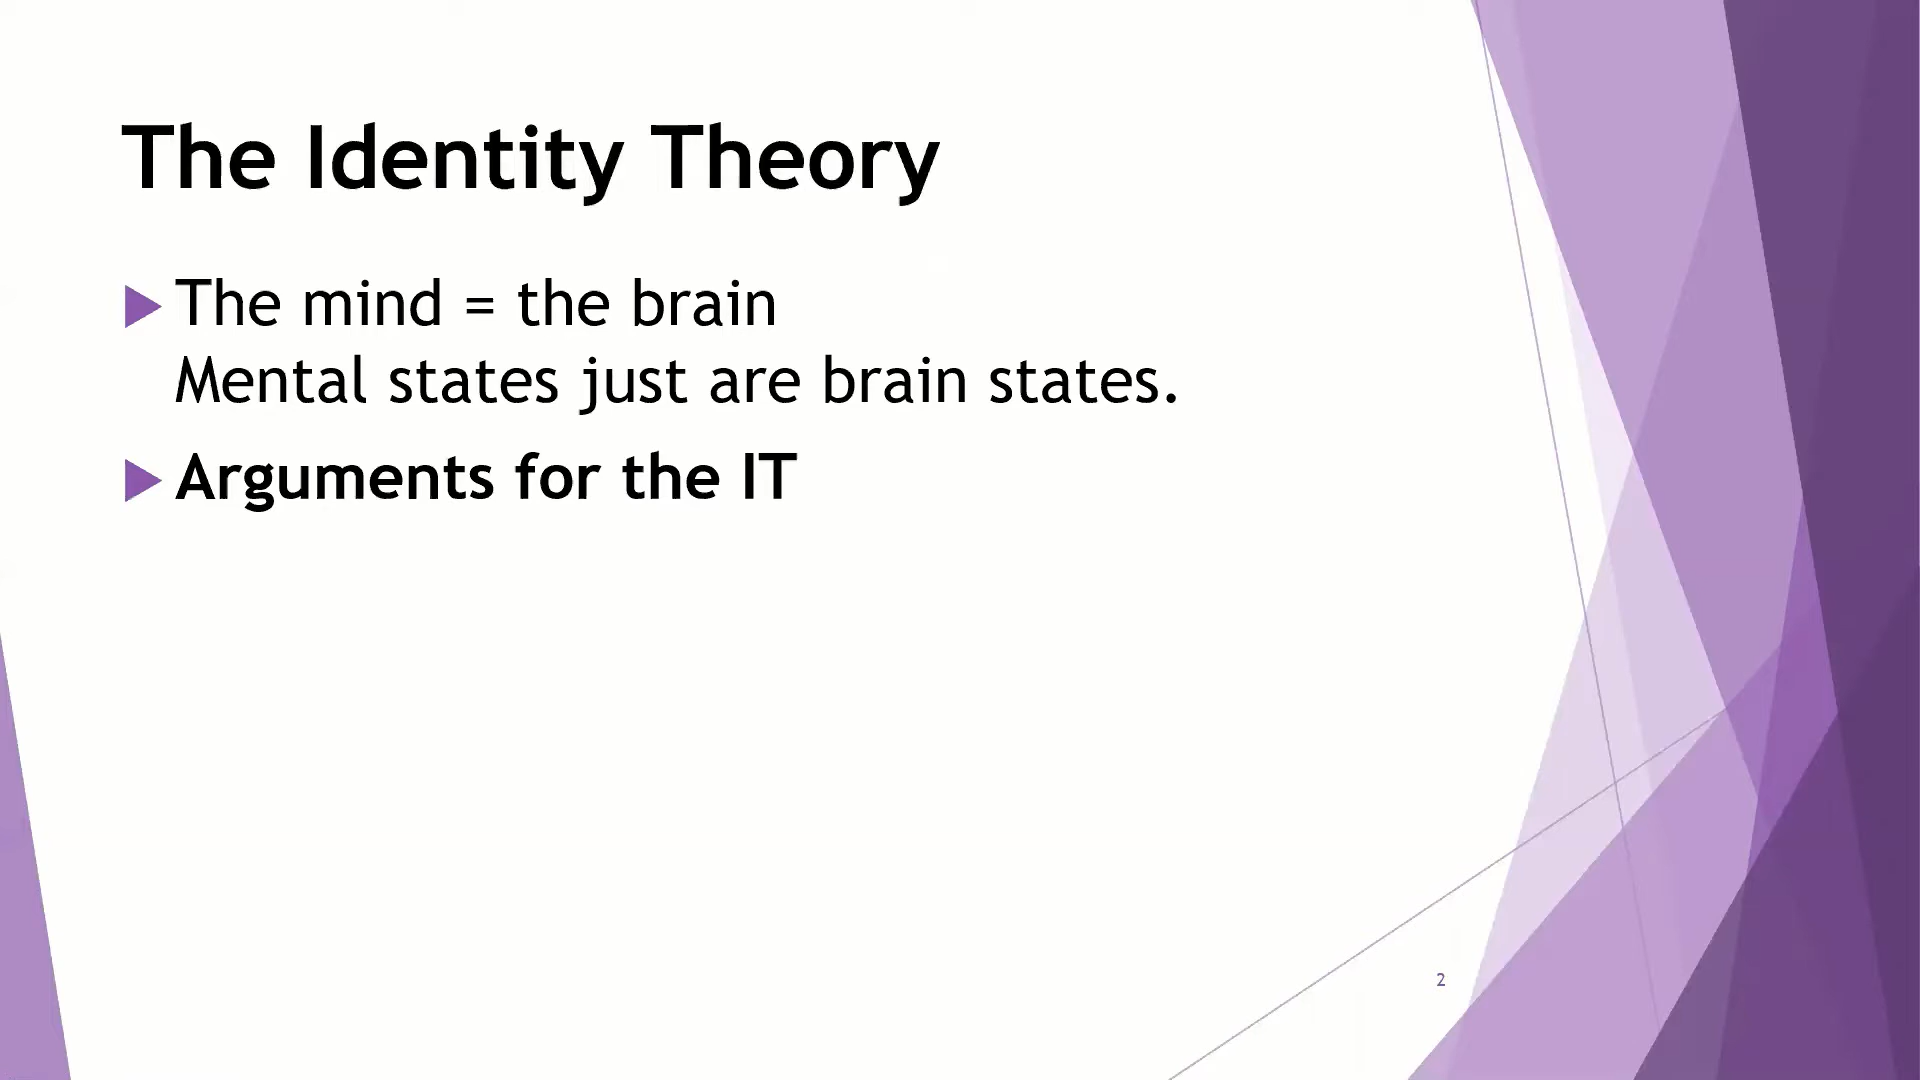 The Identity Theory
The mind = the brain
Mental states just are brain states.
Arguments for the IT
2